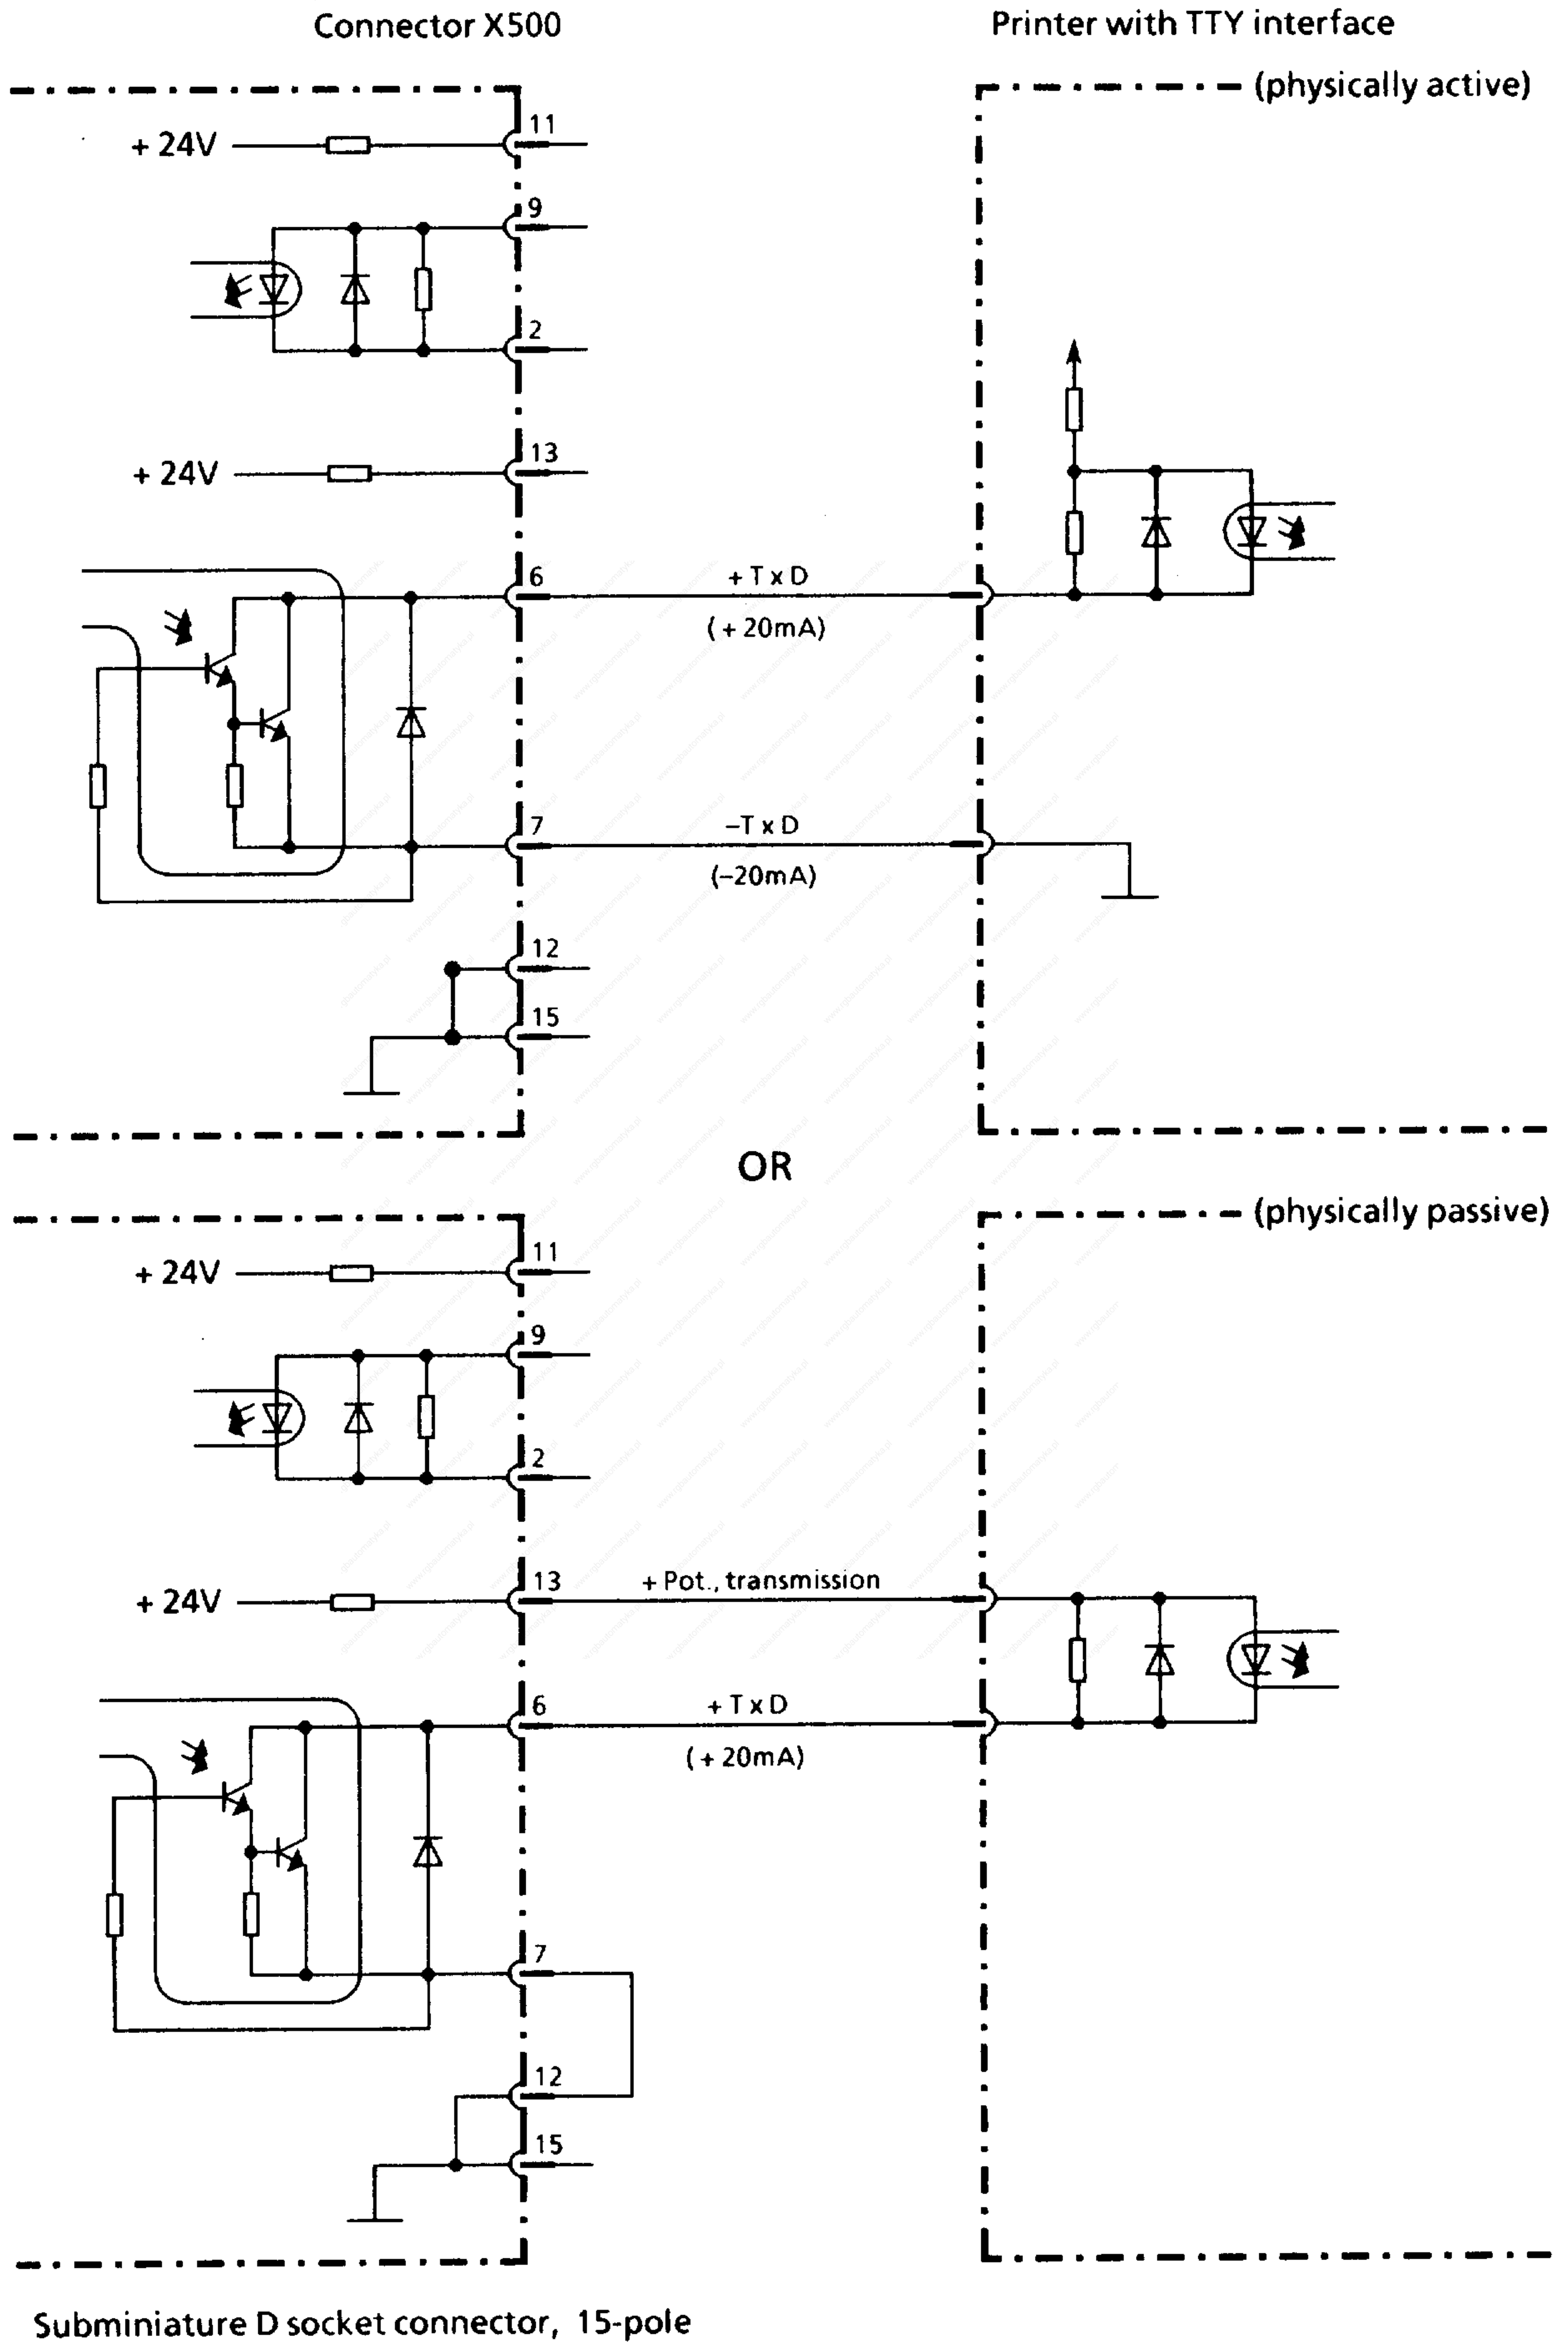 Connector X500
Printer with TTY interface
(physically active)
+ 24V
11
9
2
+ 24V
13
6
+ T x D
(+ 20mA)
7
–T x D
(–20mA)
12
15
OR
(physically passive)
+ 24V
11
9
2
+ 24V
13
+ Pot., transmission
6
+ T x D
(+ 20mA)
7
12
15
Subminiature D socket connector, 15-pole